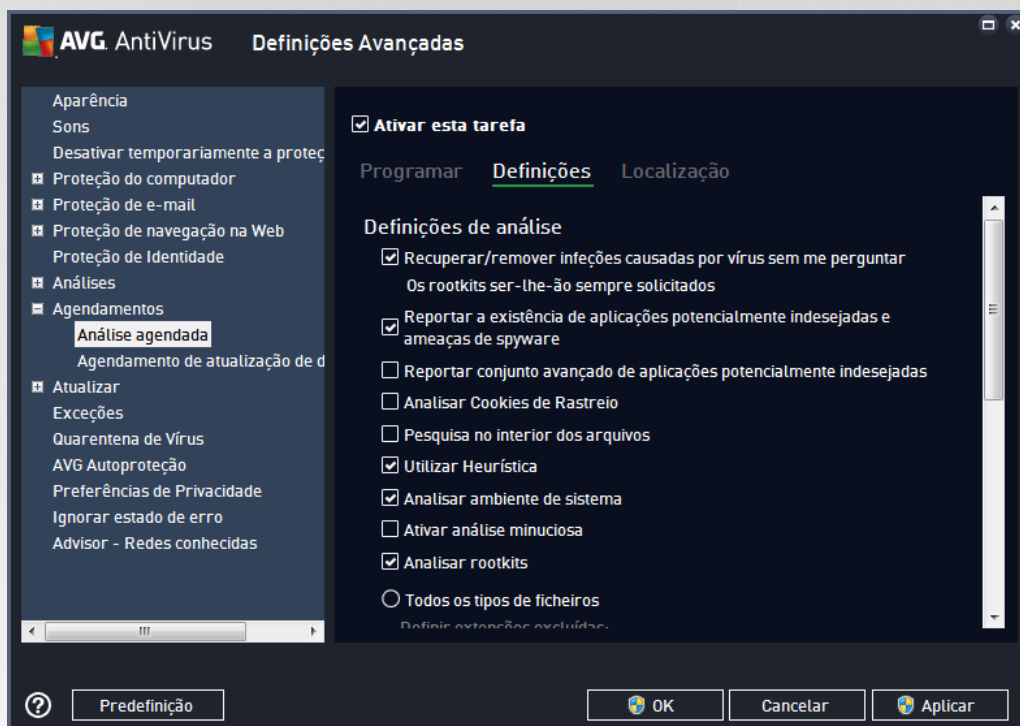 AVG. AntiVirus Definições Avançadas
Aparência
Sons
Desativar temporariamente a proteç
Proteção do computador
Proteção de e-mail
Proteção de navegação na Web
Proteção de Identidade
Análises
Agendamentos
Análise agendada
Agendamento de atualização de d
Atualizar
Exceções
Quarentena de Vírus
AVG Autoproteção
Preferências de Privacidade
Ignorar estado de erro
Advisor - Redes conhecidas
Ativar esta tarefa
Programar Definições Localização
Definições de análise
Recuperar/remover infeções causadas por vírus sem me perguntar
Os rootkits ser-lhe-ão sempre solicitados
Reportar a existência de aplicações potencialmente indesejadas e
ameaças de spyware
Reportar conjunto avançado de aplicações potencialmente indesejadas
Analisar Cookies de Rastreio
Pesquisa no interior dos arquivos
Utilizar Heurística
Analisar ambiente de sistema
Ativar análise minuciosa
Analisar rootkits
Todos os tipos de ficheiros
Definir extensões excluídas:
Predefinição OK Cancelar Aplicar